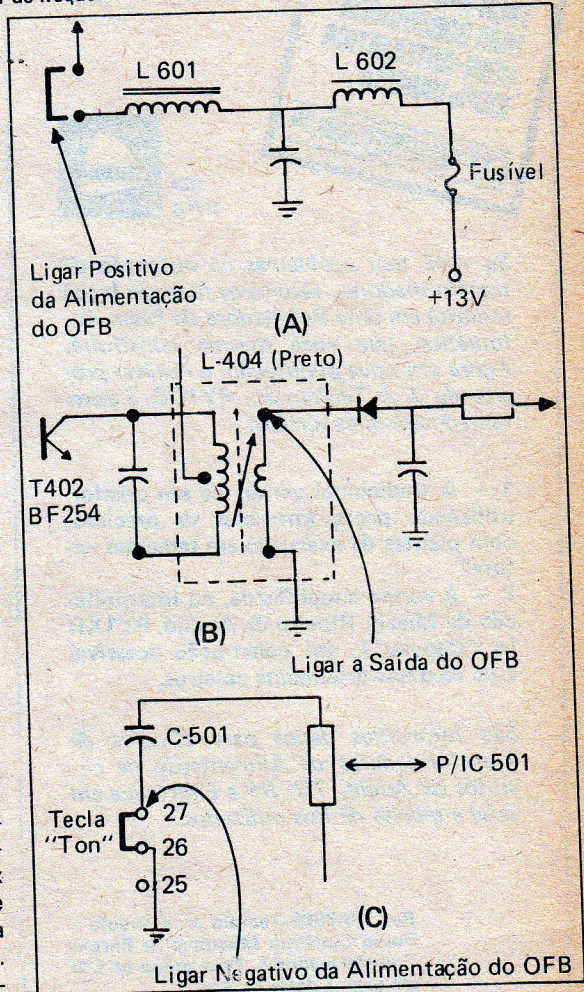 L 601
L 602
Fusível
+13V
Ligar Positivo
da Alimentação
do OFB
(A)
L-404 (Preto)
T402
BF254
(B)
Ligar a Saída do OFB
C-501
P/IC 501
Tecla
"Ton"
27
26
25
(C)
Ligar Negativo da Alimentação do OFB